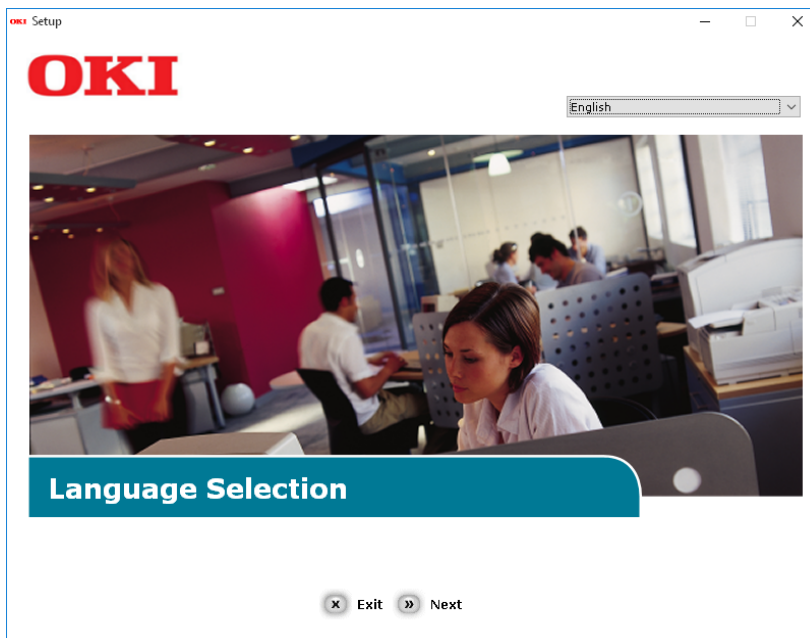 OKI Setup
OKI
English
Language Selection
Exit
Next